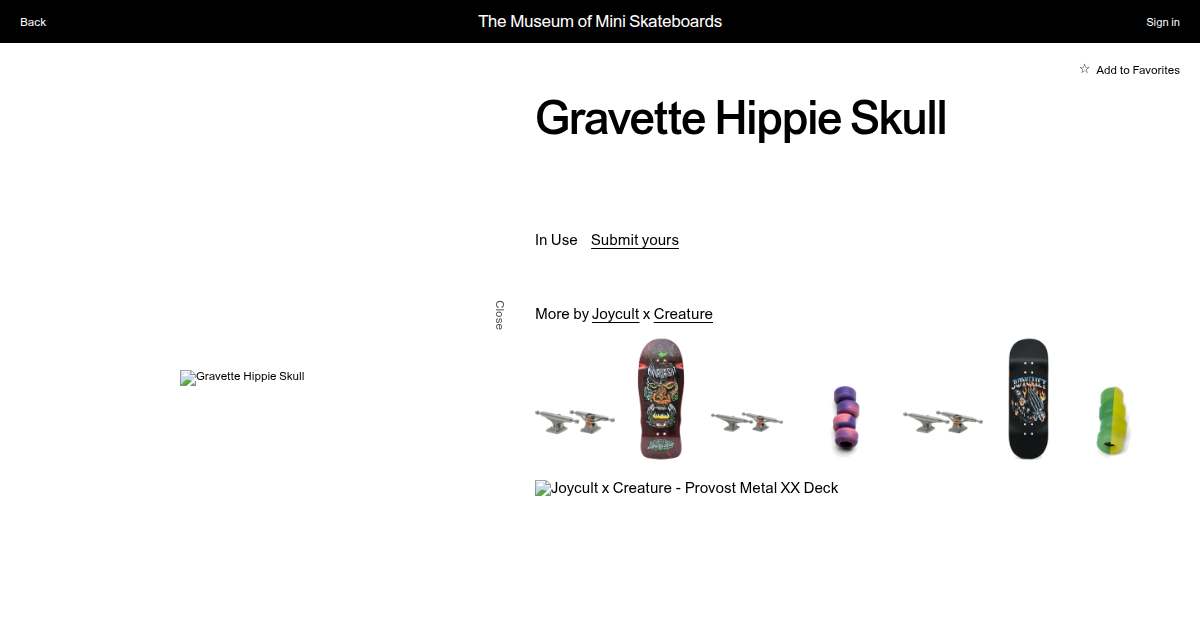 Back
The Museum of Mini Skateboards
Sign in
☆ Add to Favorites
Gravette Hippie Skull
In Use Submit yours
Close
More by Joycult x Creature
Gravette Hippie Skull
JOYCULT
Joycult x Creature - Provost Metal XX Deck